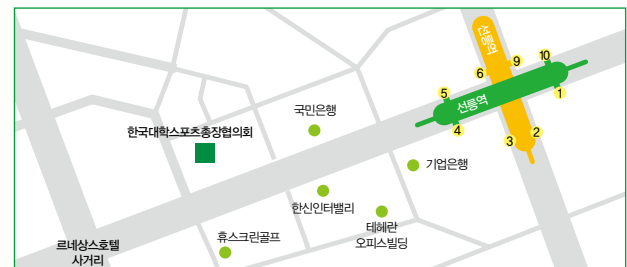 선릉역
9
10
6
5
선릉역
1
4
3
2
국민은행
한국대학스포츠총장협의회
기업은행
한신인터밸리
테헤란
오피스빌딩
휴스크린골프
르네상스호텔
사거리